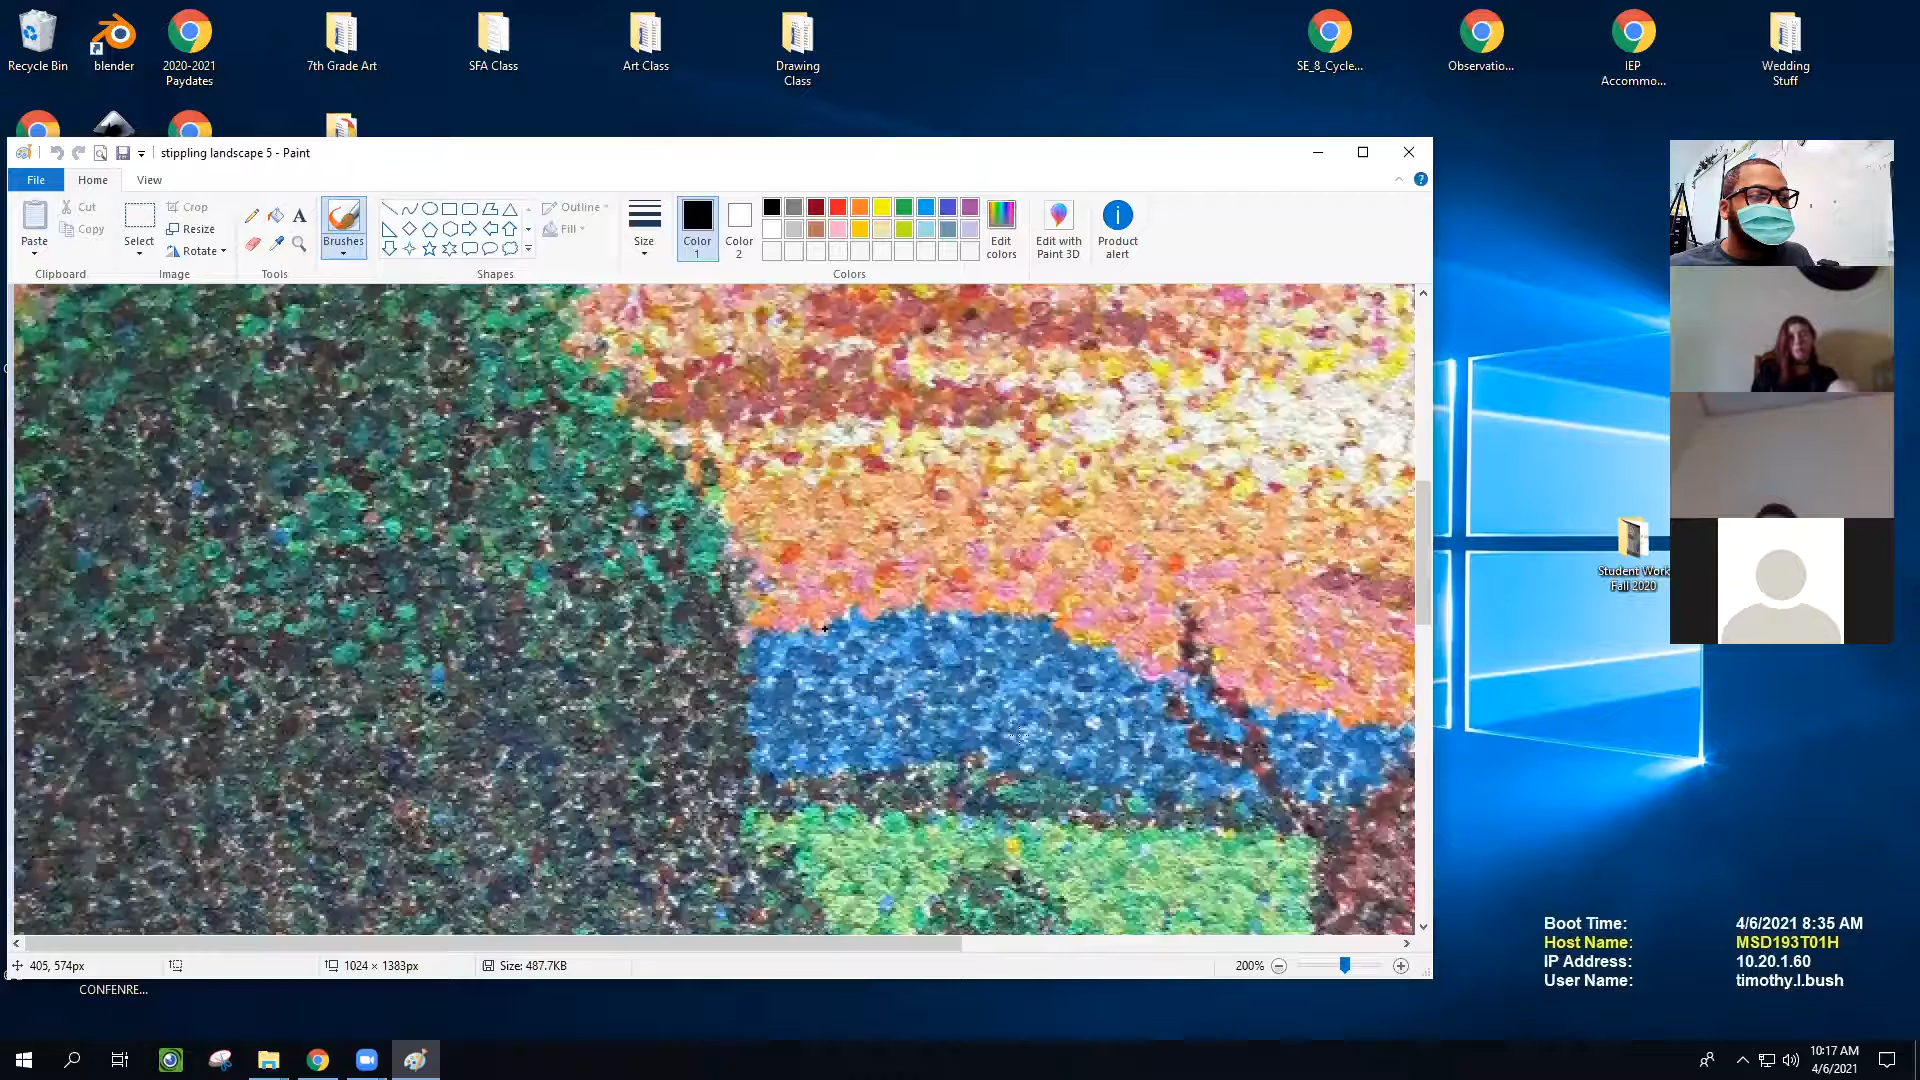 Recycle Bin
blender
2020-2021
Paydates
7th Grade Art
SFA Class
Art Class
Drawing
Class
SE_8_Cycle...
Observatio...
IEP
Accommo...
Wedding
Stuff
stippling landscape 5 - Paint
File
Home
View
Paste
Cut
Copy
Clipboard
Select
Crop
Resize
Rotate
Image
A
Tools
Brushes
Outline
Fill
Shapes
Size
Color
1
Color
2
Colors
Edit
colors
Edit with
Paint 3D
Product
alert
Student Work
Fall 2020
405, 574px
1024 × 1383px
Size: 487.7KB
200%
CONFENRE...
Boot Time: 4/6/2021 8:35 AM
Host Name: MSD193T01H
IP Address: 10.20.1.60
User Name: timothy.l.bush
10:17 AM
4/6/2021